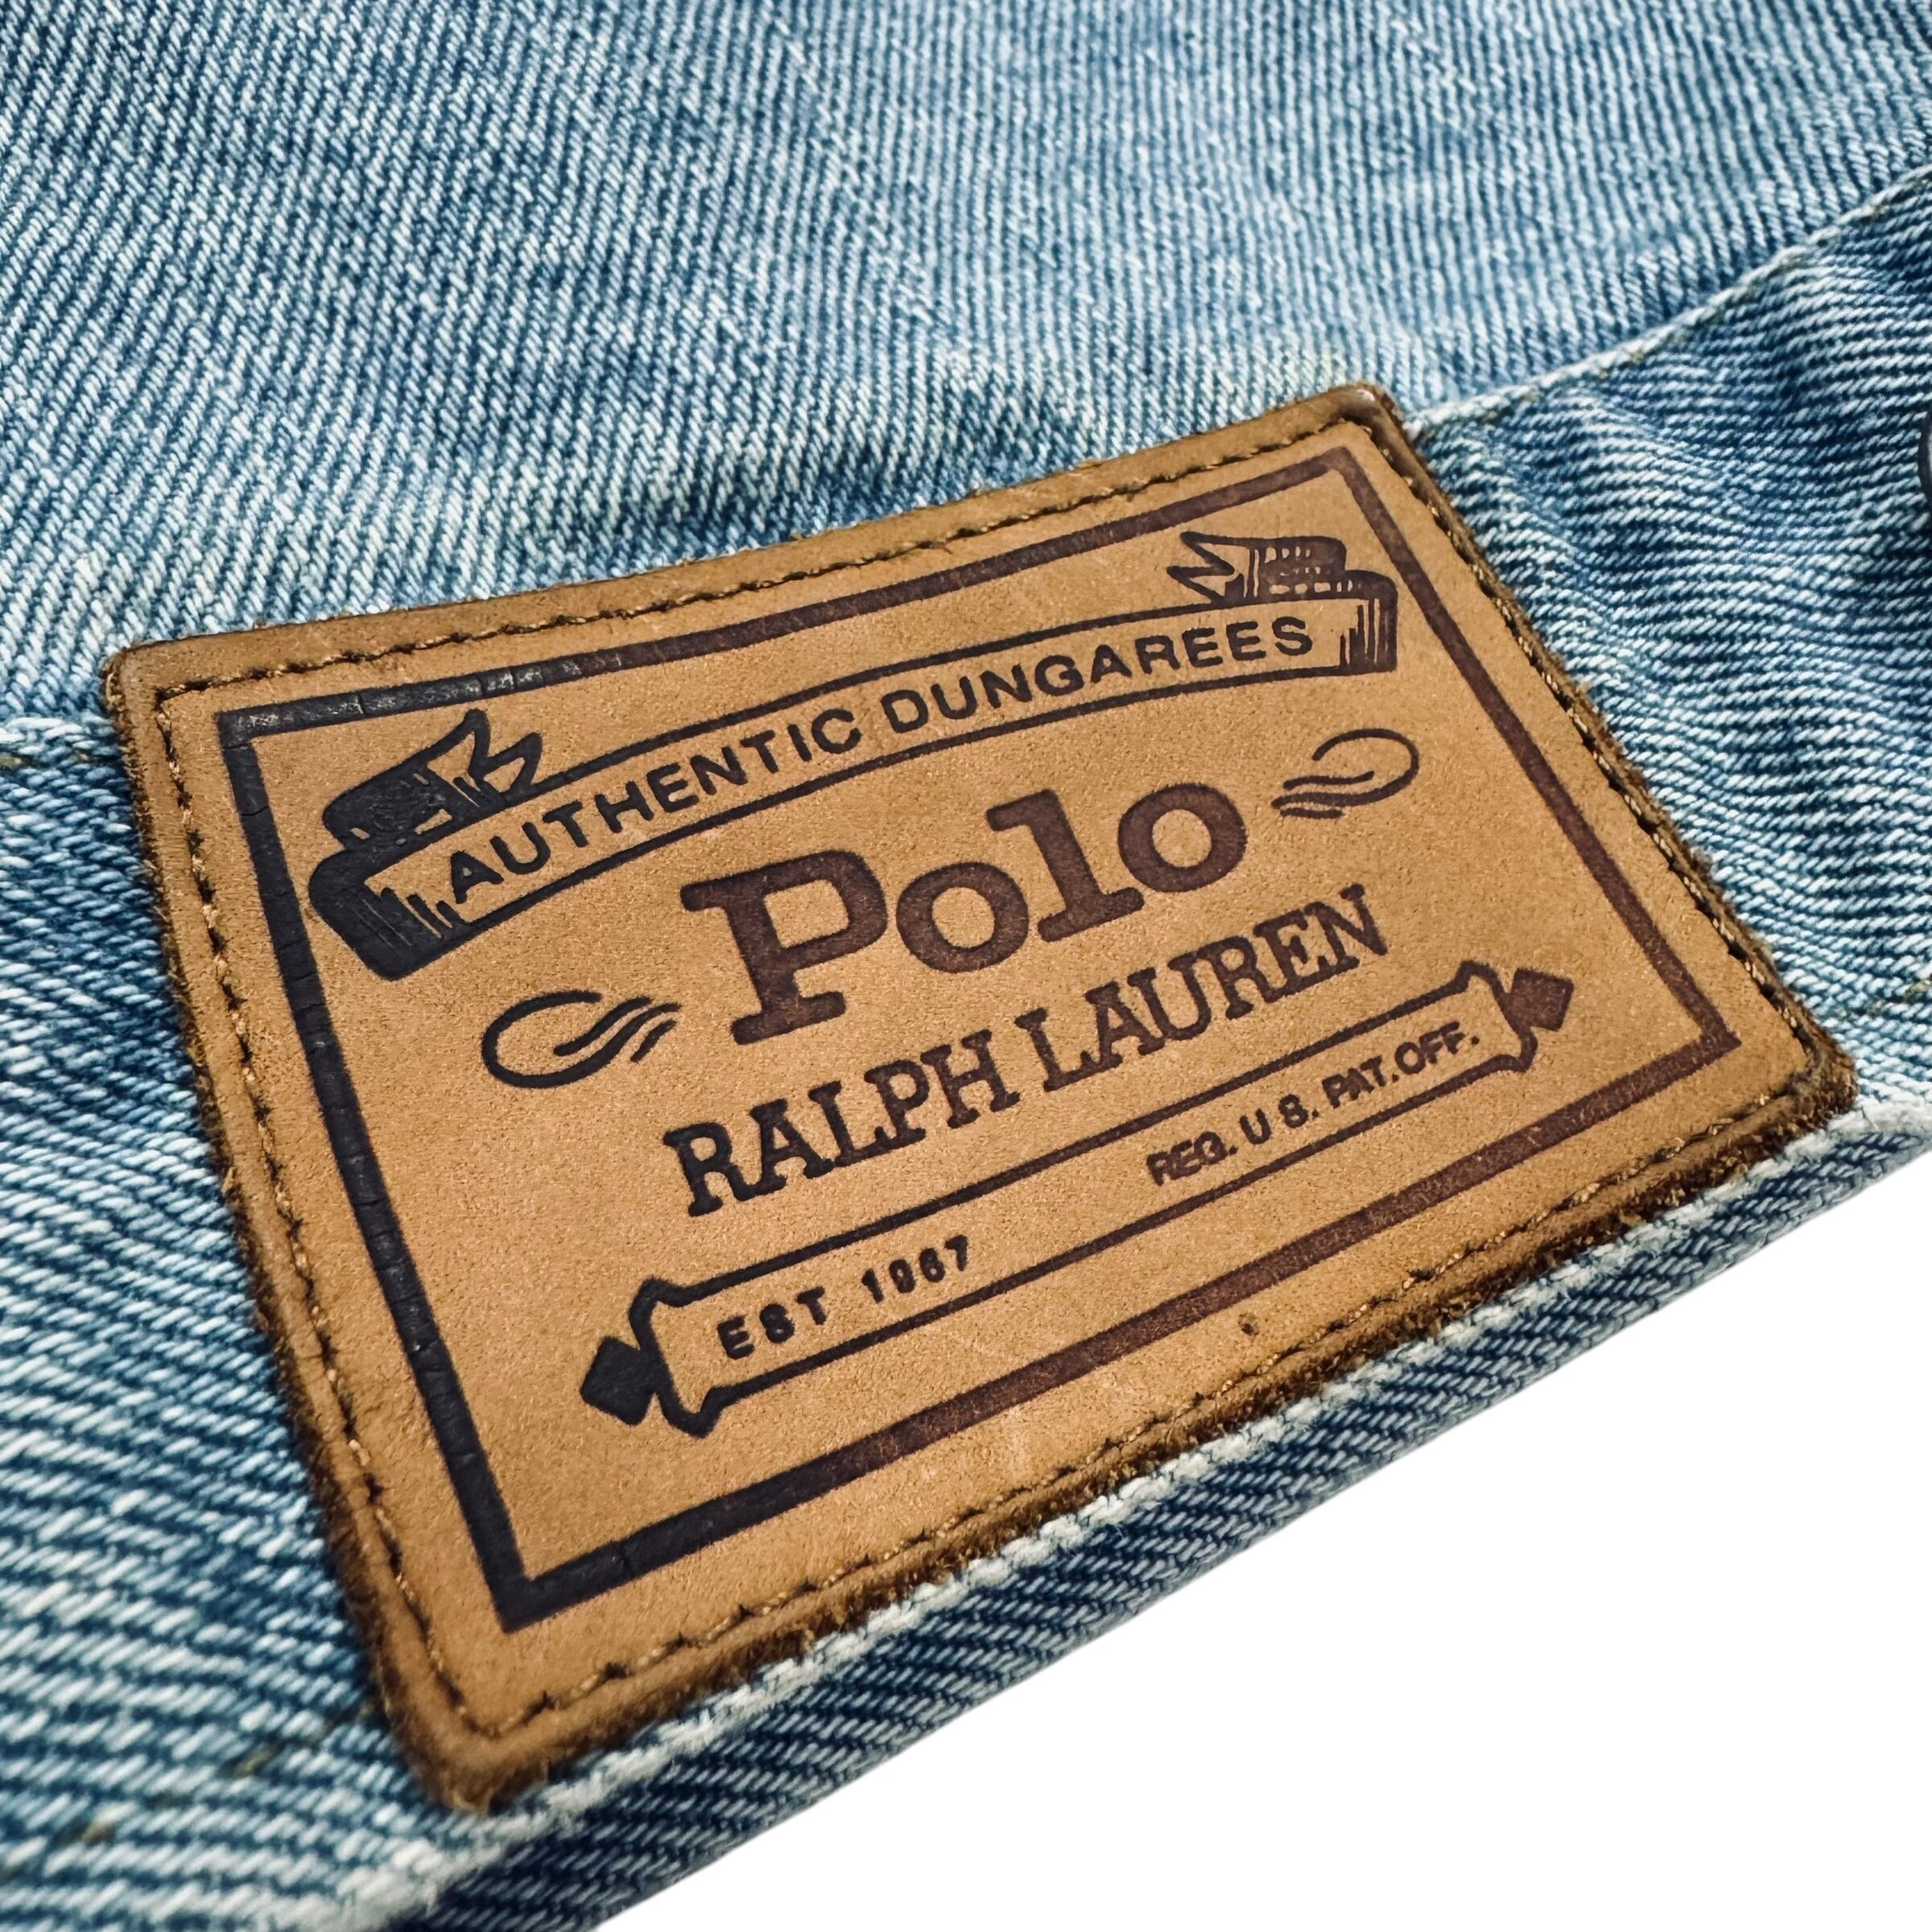 AUTHENTIC DUNGAREES
Polo
RALPH LAUREN
EST 1967 REG. U S. PAT. OFF.